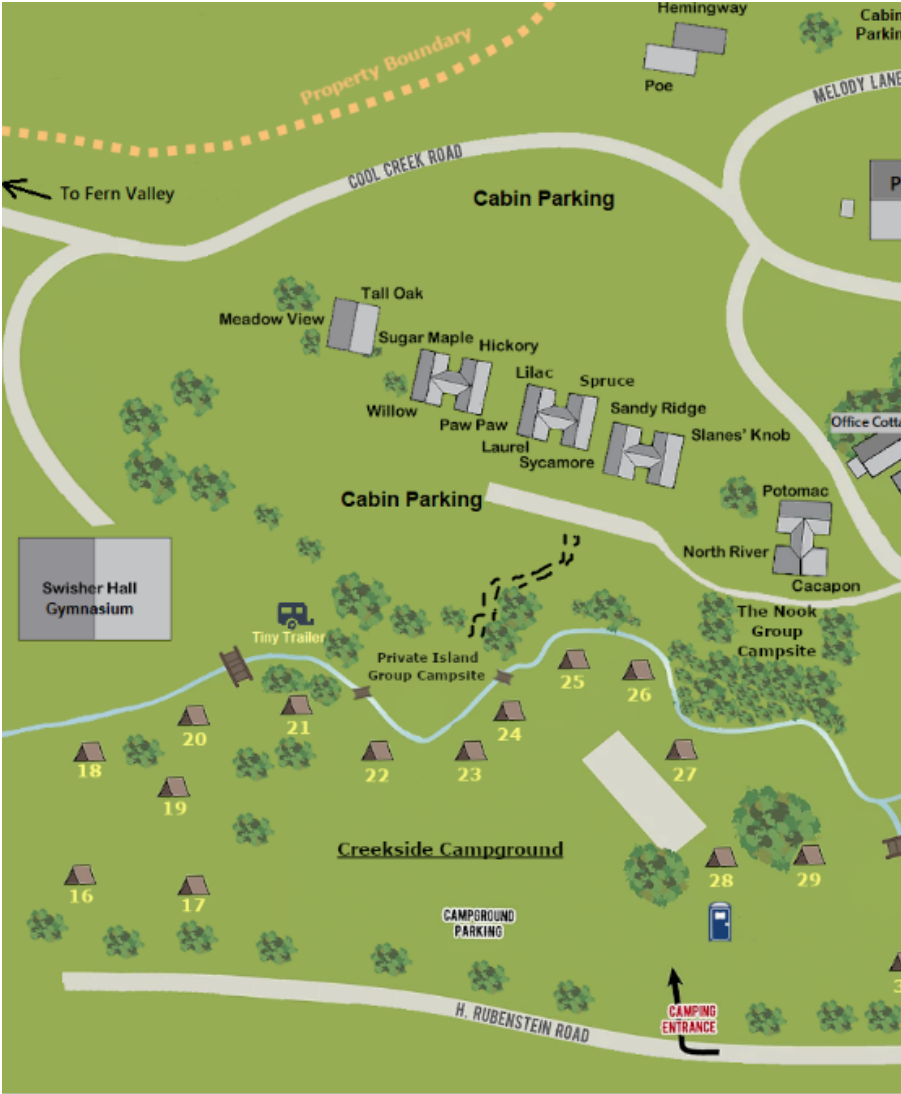 Hemingway
Cabin
Poe
Property Boundary
MELODY LANE
COOL CREEK ROAD
To Fern Valley
Cabin Parking
P
Tall Oak
Meadow View
Sugar Maple
Hickory
Lilac
Spruce
Willow
Sandy Ridge
Paw Paw
Slanes' Knob
Office
Laurel
Sycamore
Cabin Parking
Potomac
North River
Cacapon
Swisher Hall
Gymnasium
The Nook
Group
Campsite
Tiny Trailer
Private Island
Group Campsite
25
26
21
20
24
18
22
23
27
19
Creekside Campground
28
29
16
17
CAMPGROUND
PARKING
3
H. RUBENSTEIN ROAD
CAMPING
ENTRANCE